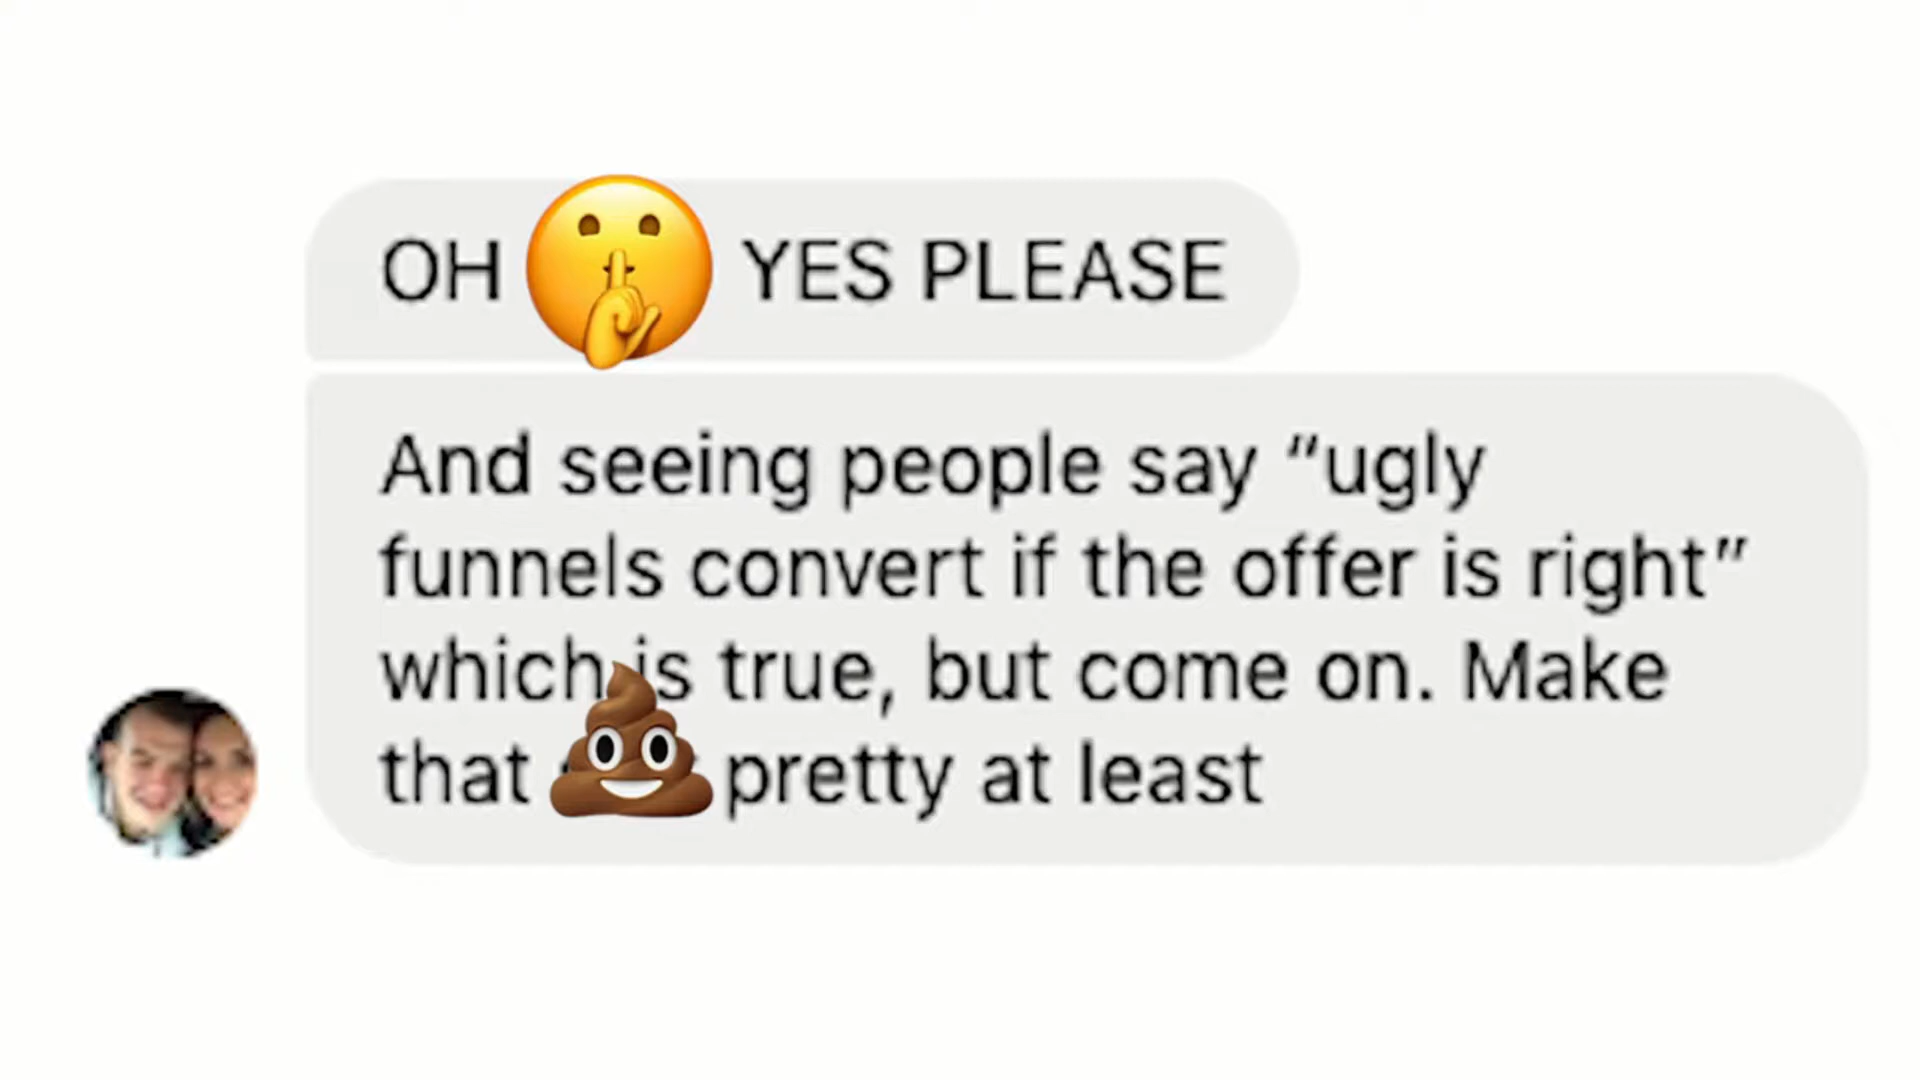 OH 🤫 YES PLEASE
And seeing people say “ugly
funnels convert if the offer is right”
which is true, but come on. Make
that 💩 pretty at least